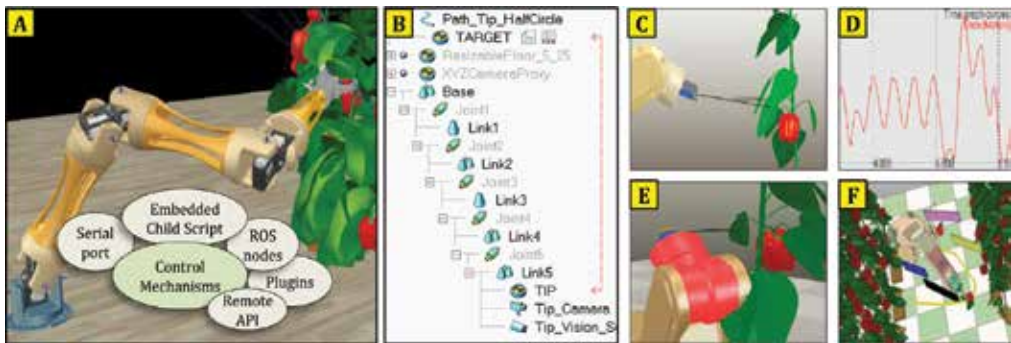 A
Embedded
Child Script
Serial
port
ROS
nodes
Control
Mechanisms
Plugins
Remote
API
B
Path_Tip_HalfCircle
TARGET
ResizableFloor_5_25
XYZCameraProxy
Base
Joint1
Link1
Joint2
Link2
Joint3
Link3
Joint4
Link4
Joint5
Link5
TIP
Tip_Camera
Tip_Vision_S
C
D
E
F